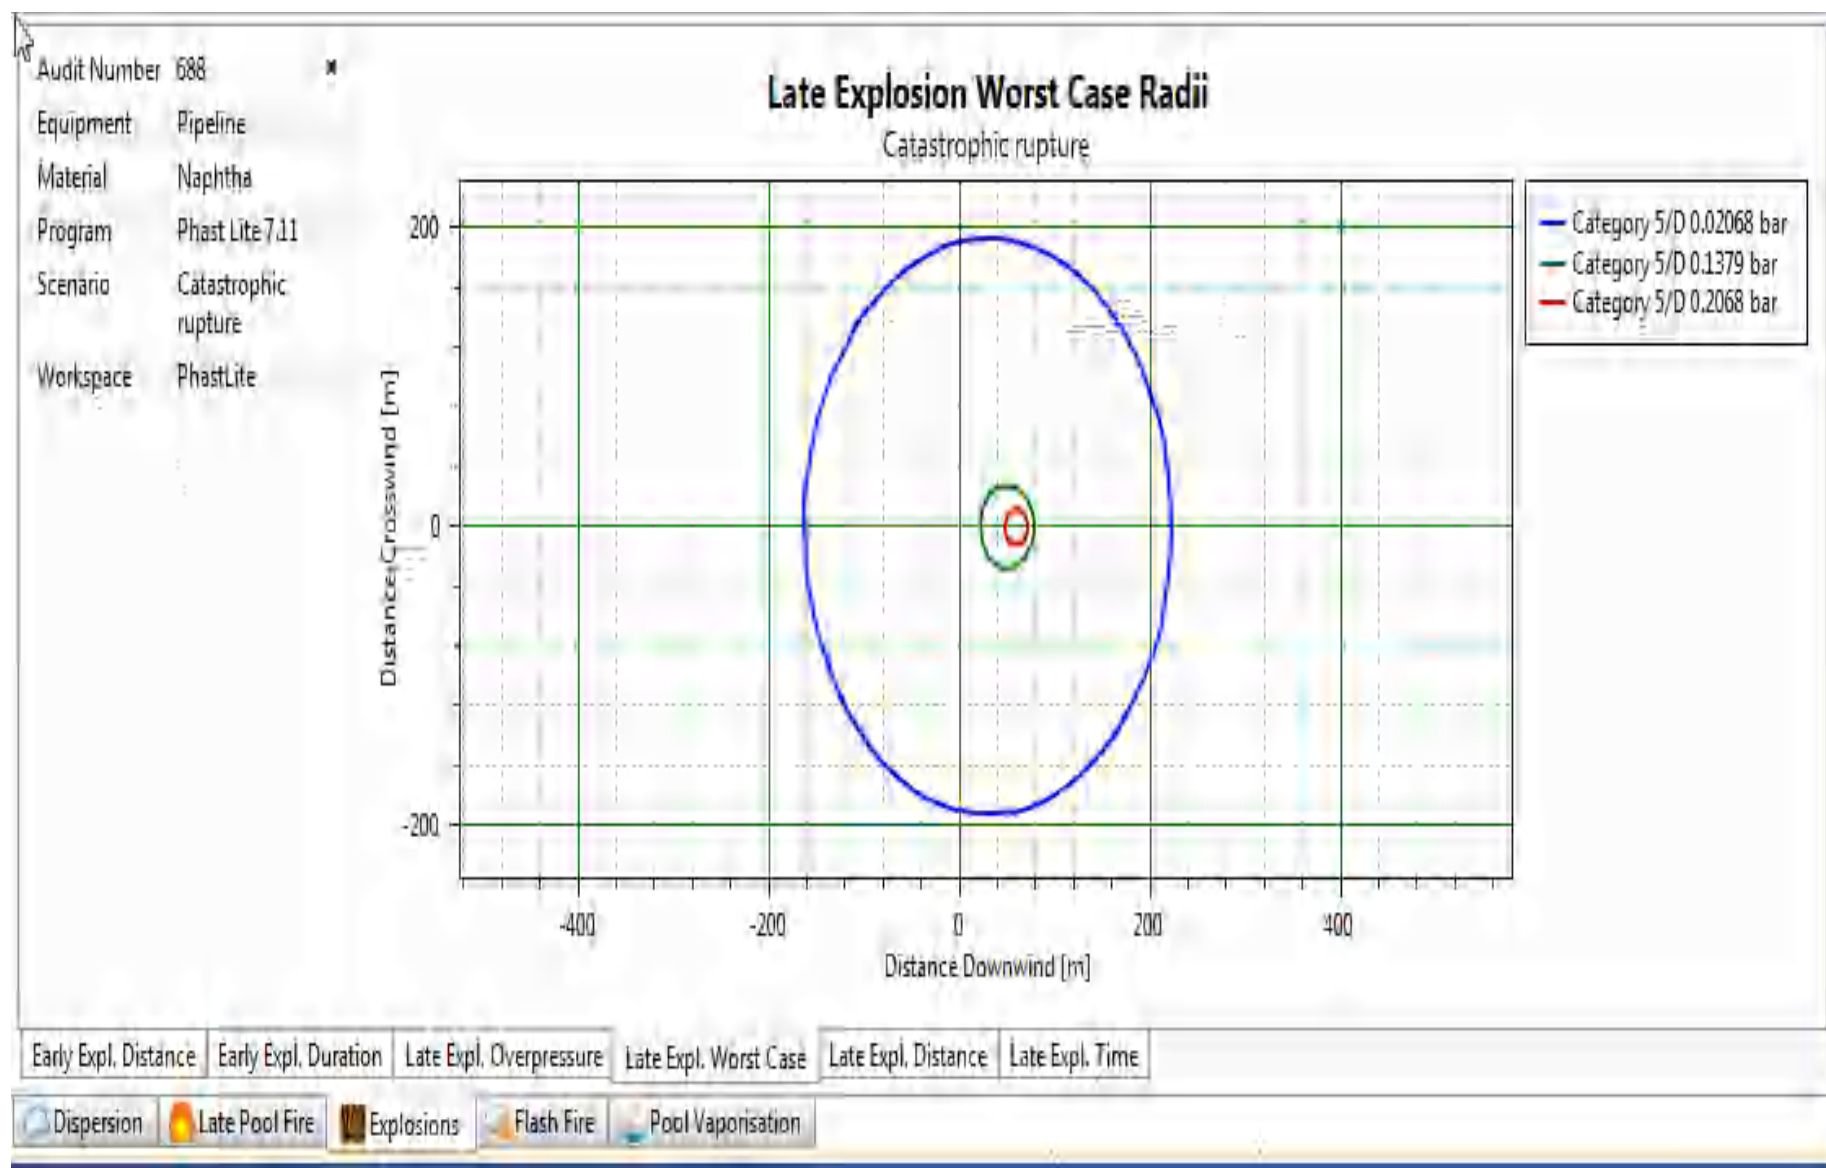 Audit Number 688
Equipment Pipeline
Material Naphtha
Program Phast Lite 7.11
Scenario Catastrophic
rupture
Workspace PhastLite
Late Explosion Worst Case Radii
Catastrophic rupture
200
0
-200
Distance Crosswind [m]
-400 -200 0 200 400
Distance Downwind [m]
Category 5/D 0.02068 bar
Category 5/D 0.1379 bar
Category 5/D 0.2068 bar
Early Expl. Distance Early Expl. Duration Late Expl. Overpressure Late Expl. Worst Case Late Expl. Distance Late Expl. Time
Dispersion Late Pool Fire Explosions Flash Fire Pool Vaporisation